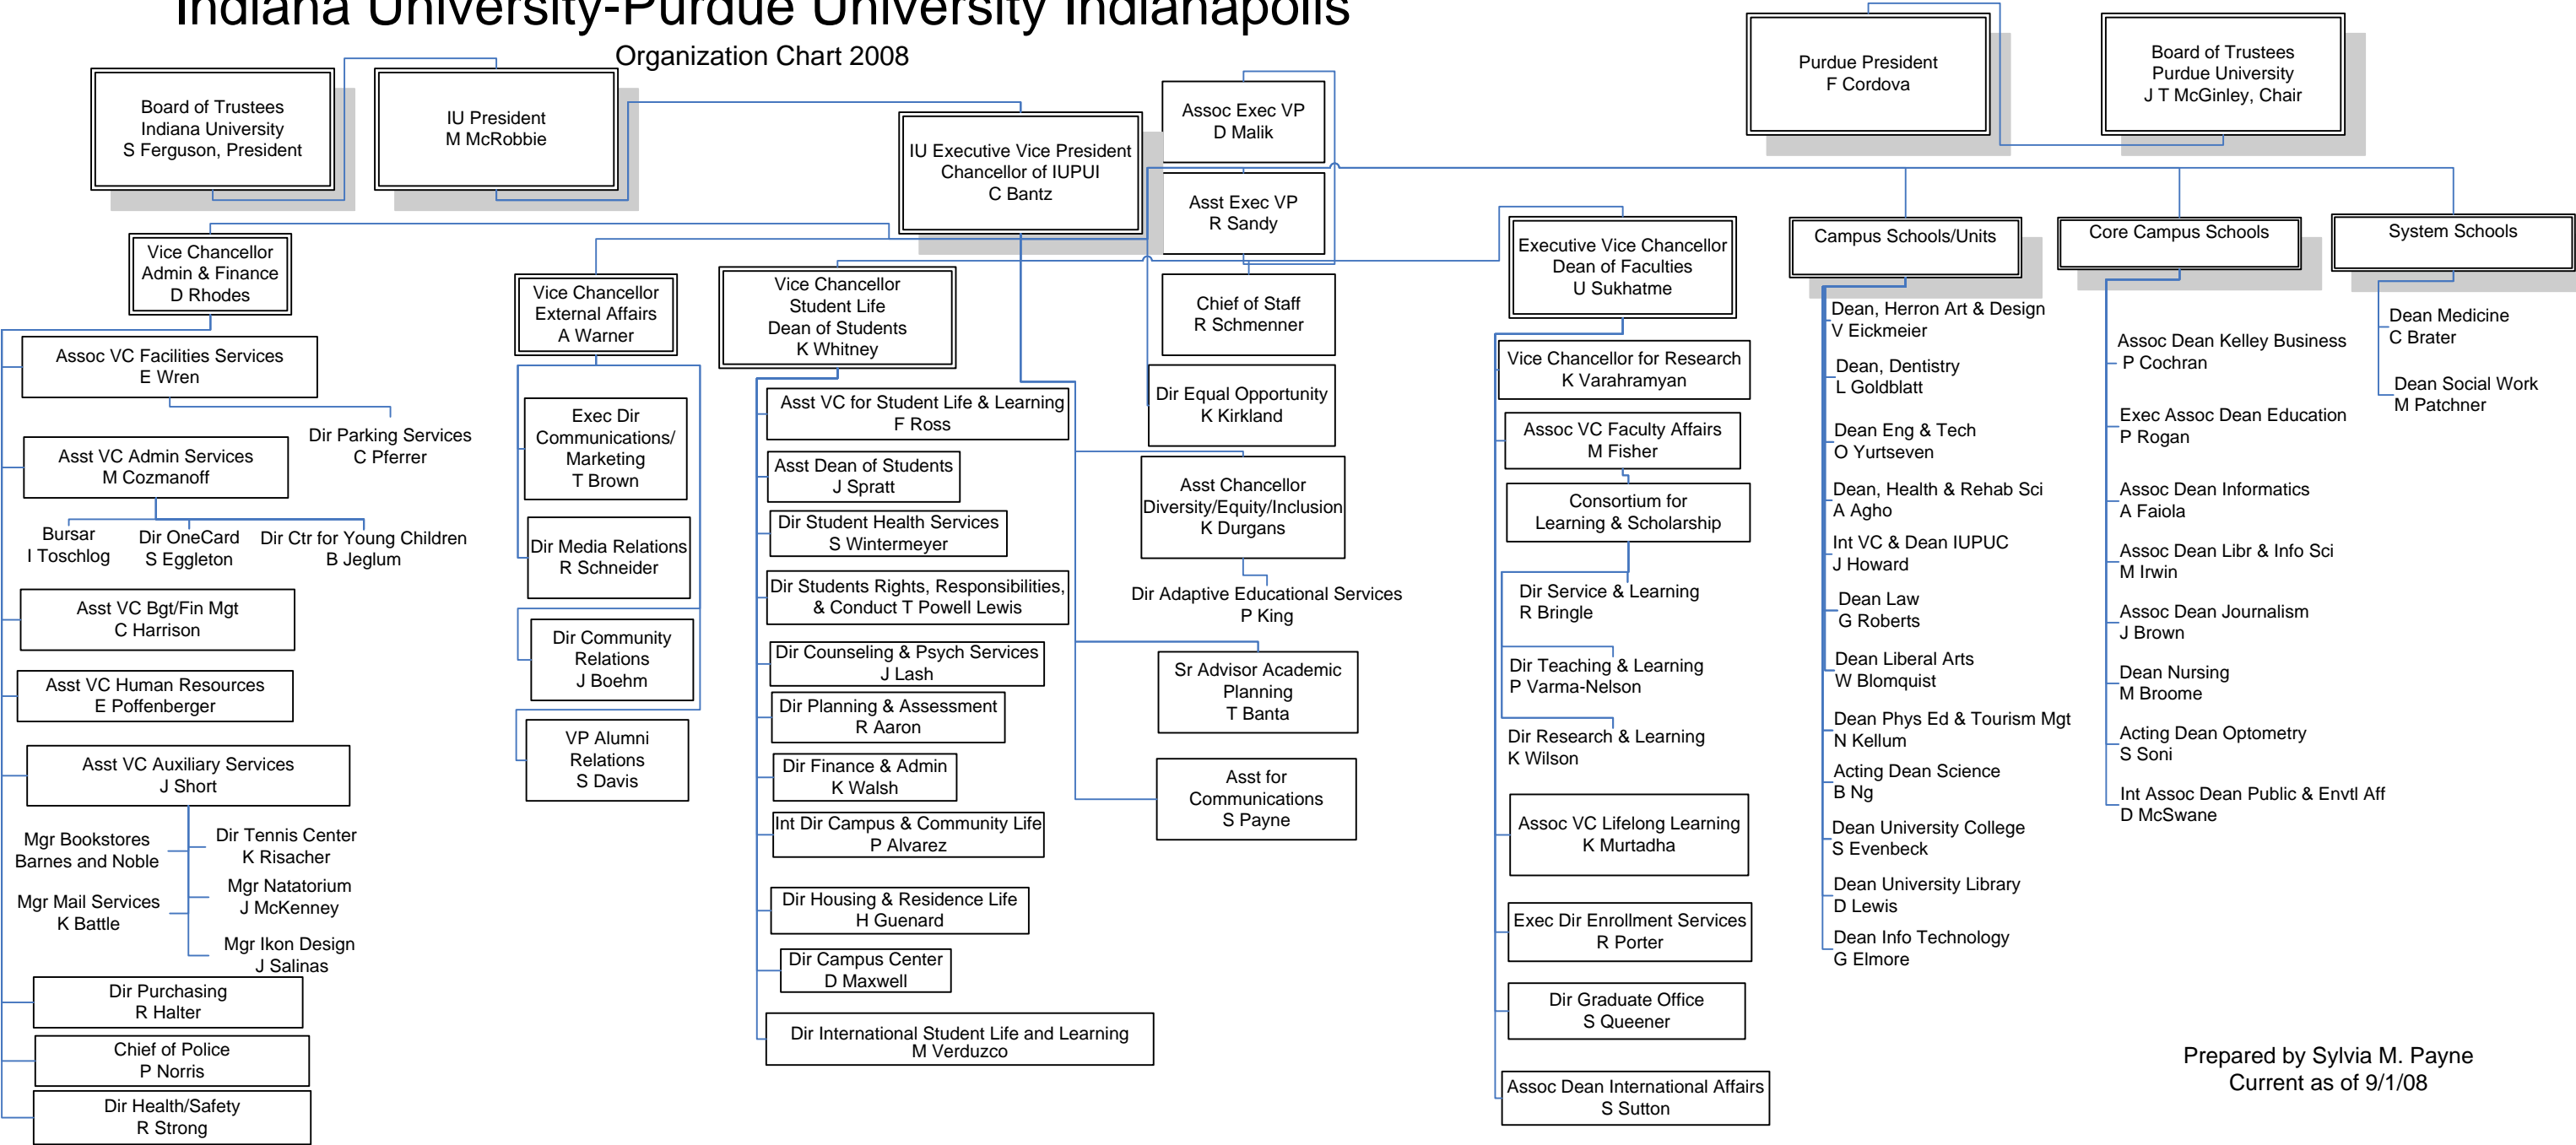 Indiana University-Purdue University Indianapolis
Organization Chart 2008
Board of Trustees
Indiana University
S Ferguson, President
IU President
M McRobbie
IU Executive Vice President
Chancellor of IUPUI
C Bantz
Assoc Exec VP
D Malik
Asst Exec VP
R Sandy
Chief of Staff
R Schmenner
Dir Equal Opportunity
K Kirkland
Purdue President
F Cordova
Board of Trustees
Purdue University
J T McGinley, Chair
Vice Chancellor
Admin & Finance
D Rhodes
Assoc VC Facilities Services
E Wren
Dir Parking Services
C Pferrer
Asst VC Admin Services
M Cozmanoff
Bursar
I Toschlog
Dir OneCard
S Eggleton
Dir Ctr for Young Children
B Jeglum
Asst VC Bgt/Fin Mgt
C Harrison
Asst VC Human Resources
E Poffenberger
Asst VC Auxiliary Services
J Short
Mgr Bookstores
Barnes and Noble
Dir Tennis Center
K Risacher
Mgr Mail Services
K Battle
Mgr Natatorium
J McKenney
Mgr Ikon Design
J Salinas
Dir Purchasing
R Halter
Chief of Police
P Norris
Dir Health/Safety
R Strong
Vice Chancellor
External Affairs
A Warner
Exec Dir
Communications/
Marketing
T Brown
Dir Media Relations
R Schneider
Dir Community
Relations
J Boehm
VP Alumni
Relations
S Davis
Vice Chancellor
Student Life
Dean of Students
K Whitney
Asst VC for Student Life & Learning
F Ross
Asst Dean of Students
J Spratt
Dir Student Health Services
S Wintermeyer
Dir Students Rights, Responsibilities,
& Conduct T Powell Lewis
Dir Counseling & Psych Services
J Lash
Dir Planning & Assessment
R Aaron
Dir Finance & Admin
K Walsh
Int Dir Campus & Community Life
P Alvarez
Dir Housing & Residence Life
H Guenard
Dir Campus Center
D Maxwell
Dir International Student Life and Learning
M Verduzco
Asst Chancellor
Diversity/Equity/Inclusion
K Durgans
Dir Adaptive Educational Services
P King
Sr Advisor Academic
Planning
T Banta
Asst for
Communications
S Payne
Executive Vice Chancellor
Dean of Faculties
U Sukhatme
Vice Chancellor for Research
K Varahramyan
Assoc VC Faculty Affairs
M Fisher
Consortium for
Learning & Scholarship
Dir Service & Learning
R Bringle
Dir Teaching & Learning
P Varma-Nelson
Dir Research & Learning
K Wilson
Assoc VC Lifelong Learning
K Murtadha
Exec Dir Enrollment Services
R Porter
Dir Graduate Office
S Queener
Assoc Dean International Affairs
S Sutton
Campus Schools/Units
Dean, Herron Art & Design
V Eickmeier
Dean, Dentistry
L Goldblatt
Dean Eng & Tech
O Yurtseven
Dean, Health & Rehab Sci
A Agho
Int VC & Dean IUPUC
J Howard
Dean Law
G Roberts
Dean Liberal Arts
W Blomquist
Dean Phys Ed & Tourism Mgt
N Kellum
Acting Dean Science
B Ng
Dean University College
S Evenbeck
Dean University Library
D Lewis
Dean Info Technology
G Elmore
Core Campus Schools
Assoc Dean Kelley Business
P Cochran
Exec Assoc Dean Education
P Rogan
Assoc Dean Informatics
A Faiola
Assoc Dean Libr & Info Sci
M Irwin
Assoc Dean Journalism
J Brown
Dean Nursing
M Broome
Acting Dean Optometry
S Soni
Int Assoc Dean Public & Envtl Aff
D McSwane
System Schools
Dean Medicine
C Brater
Dean Social Work
M Patchner
Prepared by Sylvia M. Payne
Current as of 9/1/08